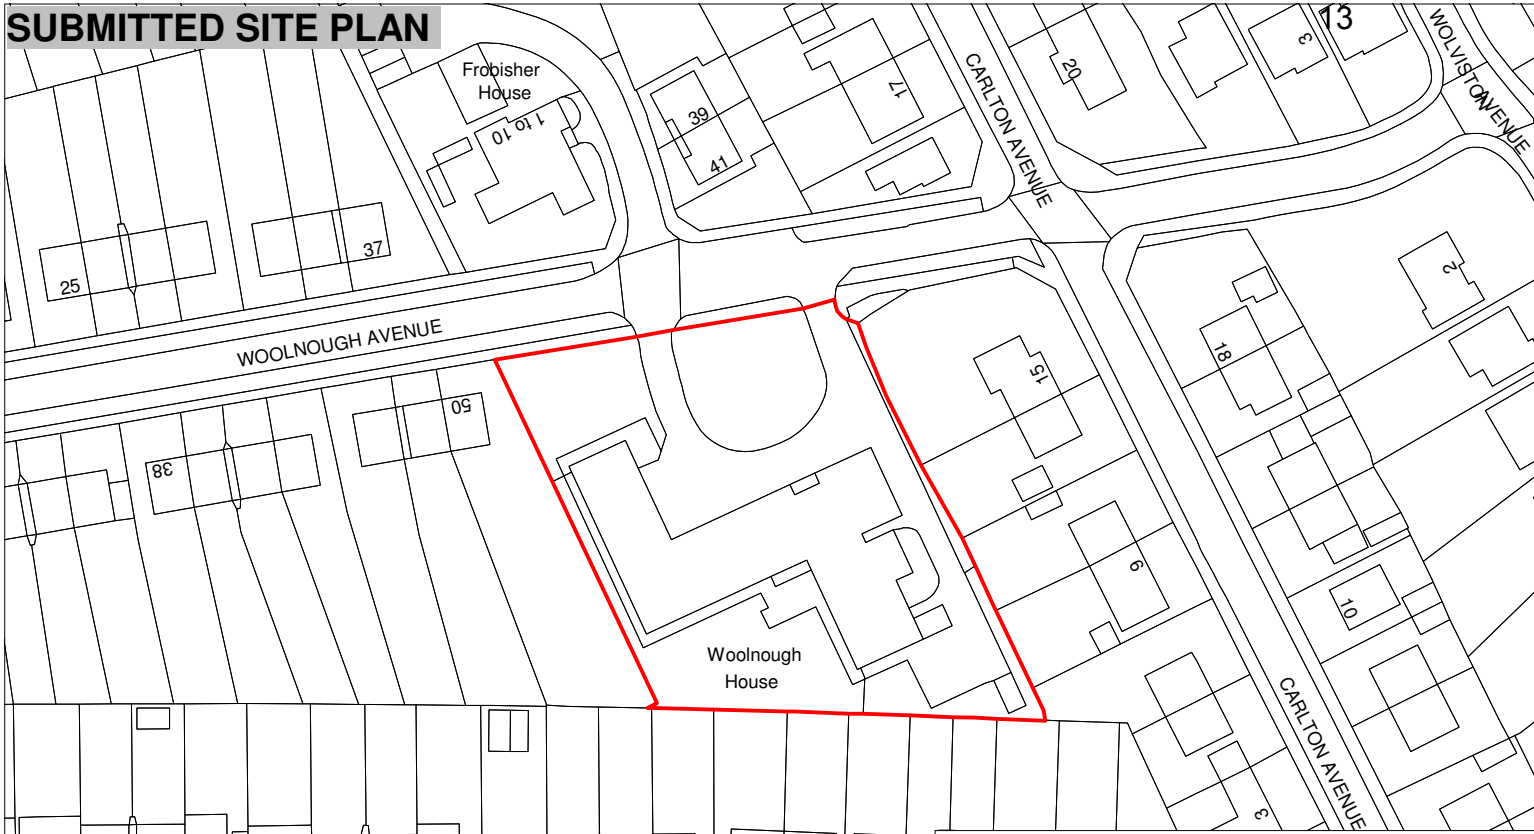 SUBMITTED SITE PLAN
13
Frobisher
House
1 to 10
39
41
17
CARLTON AVENUE
20
3
WOLVISTON
AVENUE
25
37
WOOLNOUGH AVENUE
2
18
15
50
38
9
10
Woolnough
House
CARLTON AVENUE
3